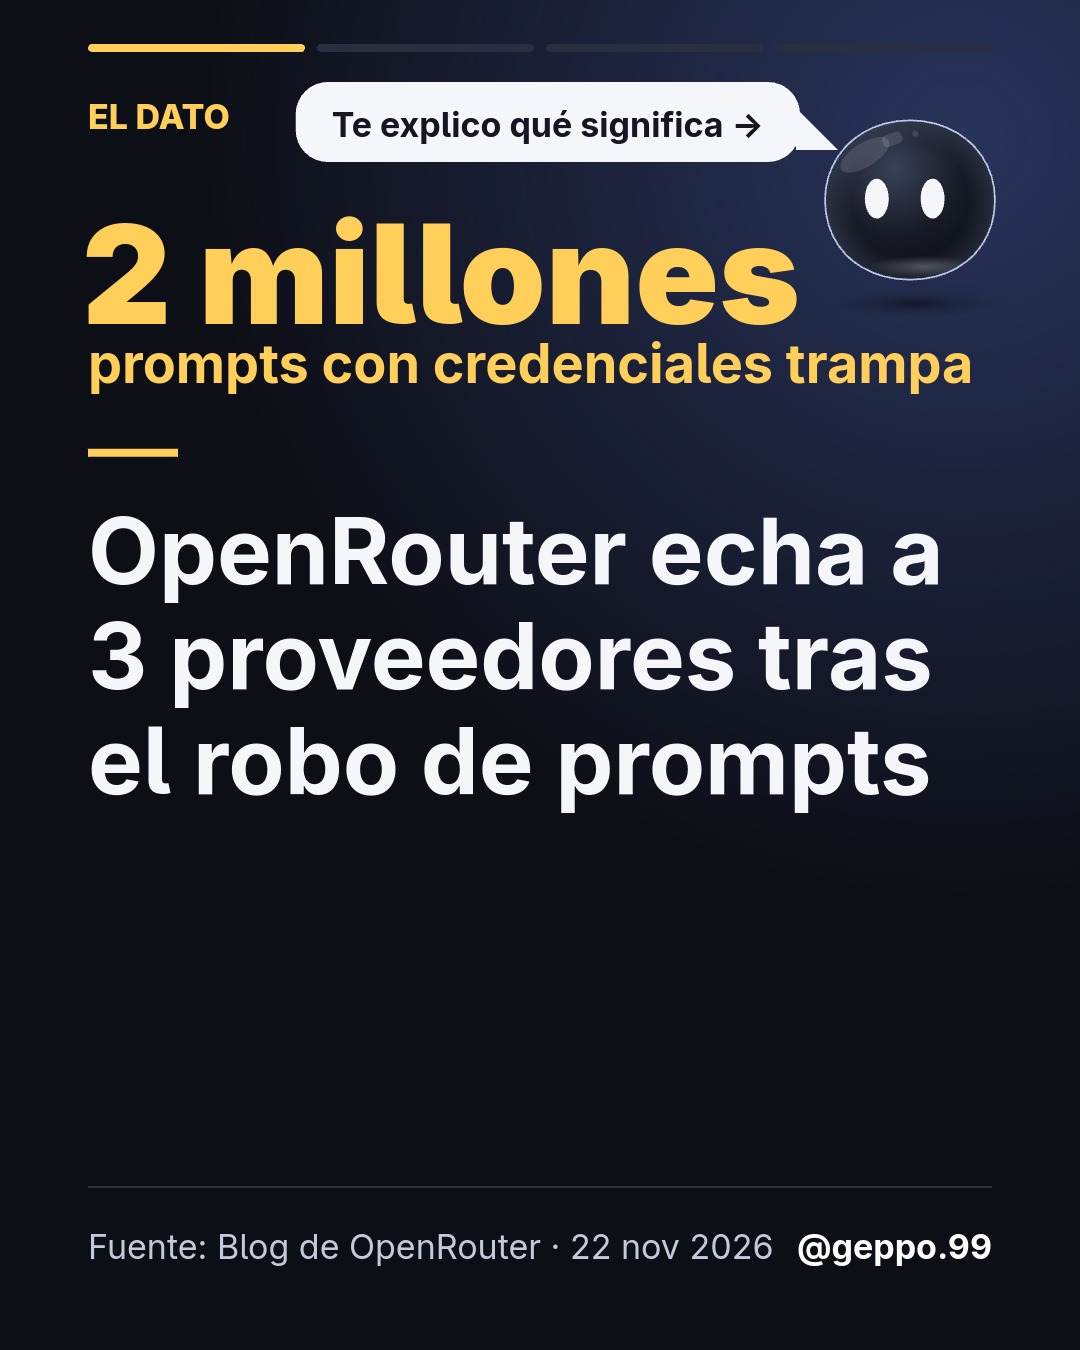 EL DATO
Te explico qué significa →
2 millones
prompts con credenciales trampa
OpenRouter echa a
3 proveedores tras
el robo de prompts
Fuente: Blog de OpenRouter · 22 nov 2026 @geppo.99